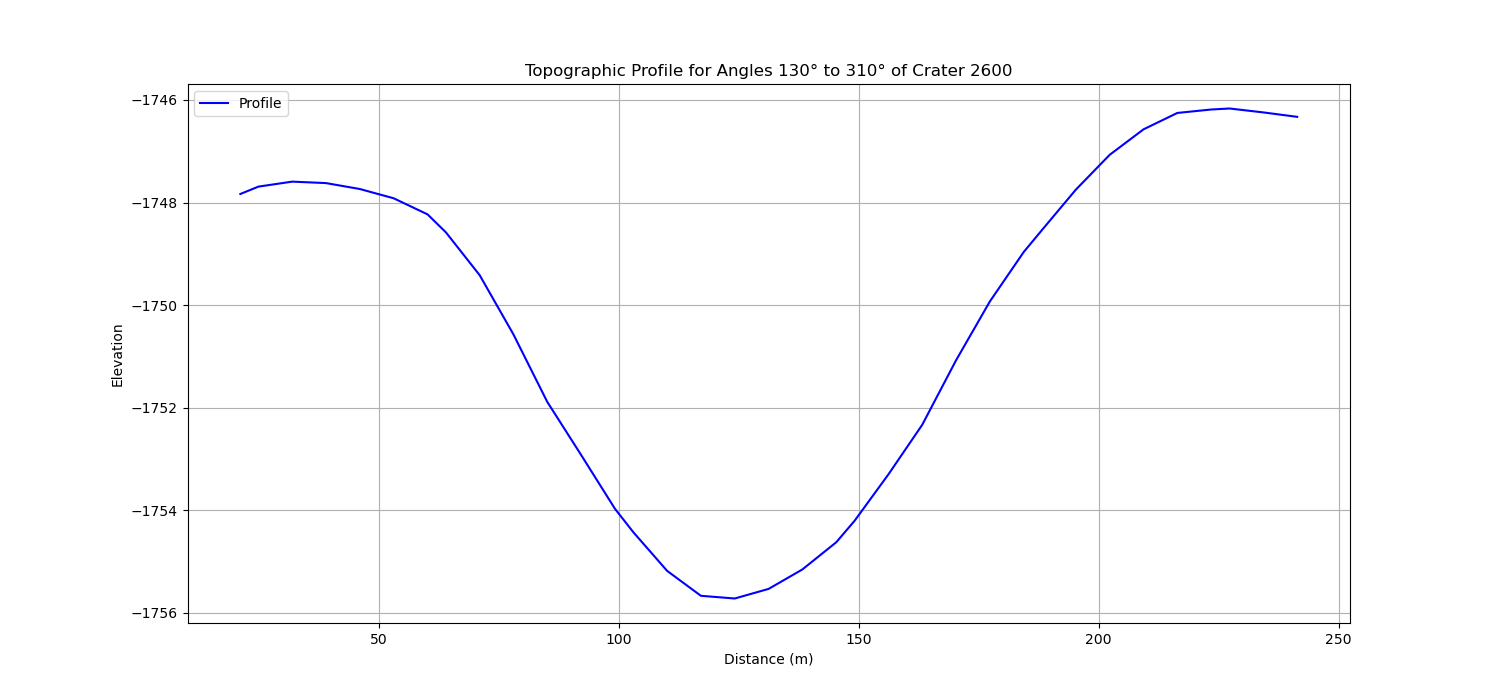 Topographic Profile for Angles 130° to 310° of Crater 2600
Profile
−1746
−1748
−1750
−1752
−1754
−1756
Elevation
50
100
150
200
250
Distance (m)